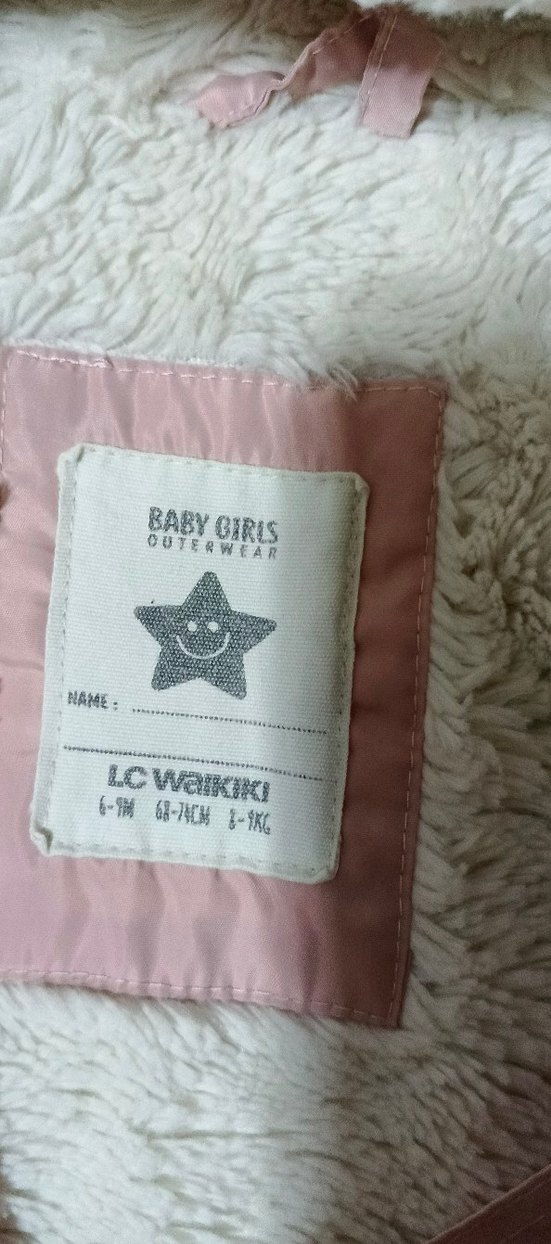 BABY GIRLS
OUTERWEAR
NAME :
LC WAIKIKI
6-9M 68-74CM 8-9KG